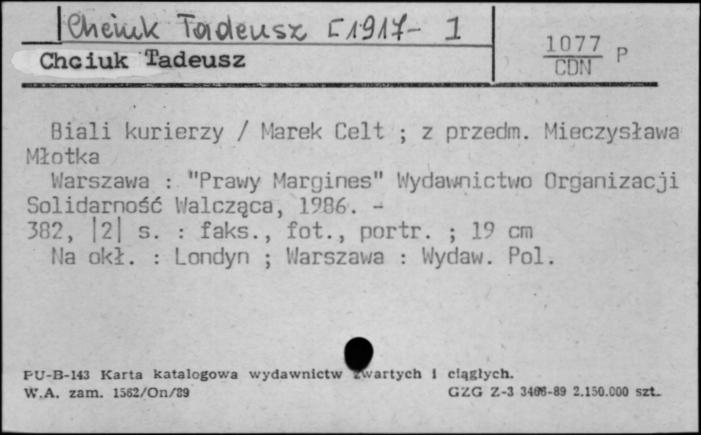 Chciuk Tadeusz [1917- ]
1077 P
CDN
Chciuk Tadeusz
Biali kurierzy / Marek Celt ; z przedm. Mieczysława
Młotka
Warszawa : "Prawy Margines" Wydawnictwo Organizacji
Solidarność Walcząca, 1986. -
382, |2| s. : faks., fot., portr. ; 19 cm
Na okł. : Londyn ; Warszawa : Wydaw. Pol.
PU-B-143 Karta katalogowa wydawnictw zwartych i ciągłych.
W.A. zam. 1562/On/89 GZG Z-3 3466-89 2.150.000 szt.